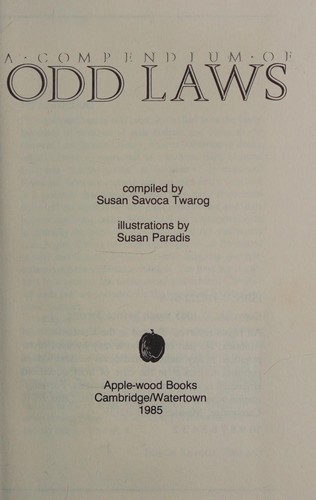 A·COMPENDIUM·OF
ODD LAWS
compiled by
Susan Savoca Twarog
illustrations by
Susan Paradis
Apple-wood Books
Cambridge/Watertown
1985